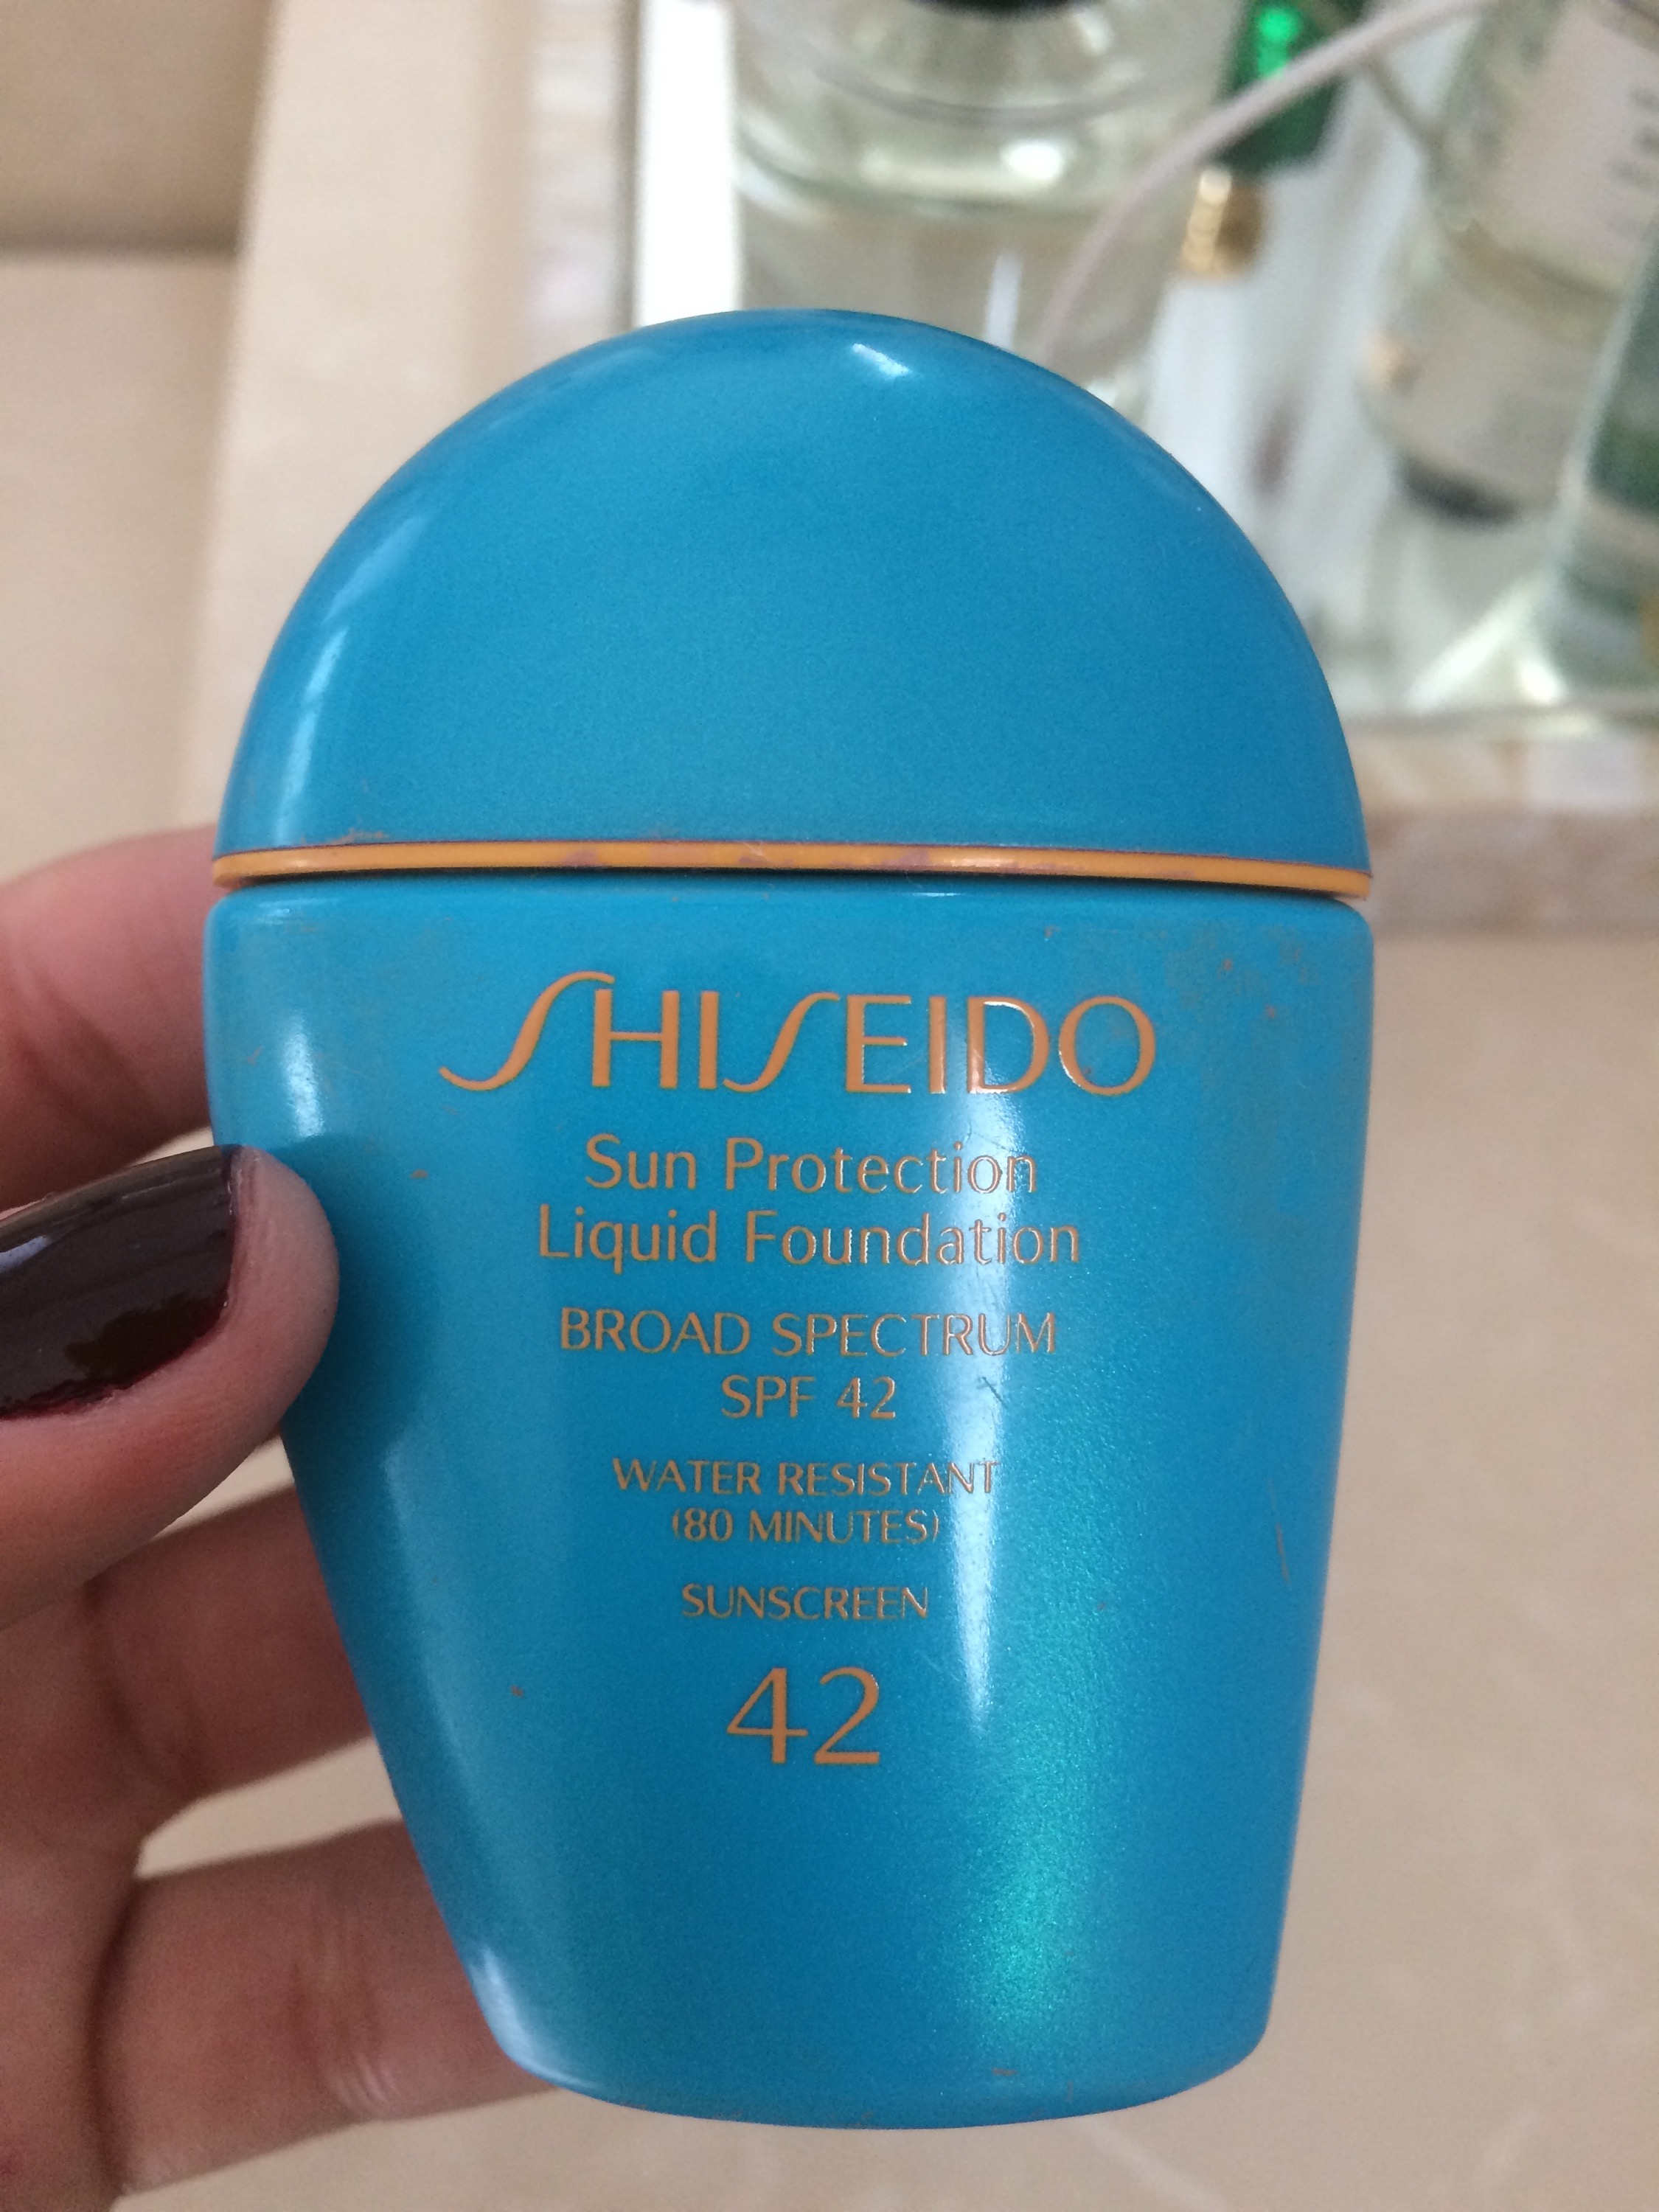 SHISEIDO
Sun Protection
Liquid Foundation
BROAD SPECTRUM
SPF 42
WATER RESISTANT
(80 MINUTES)
SUNSCREEN
42